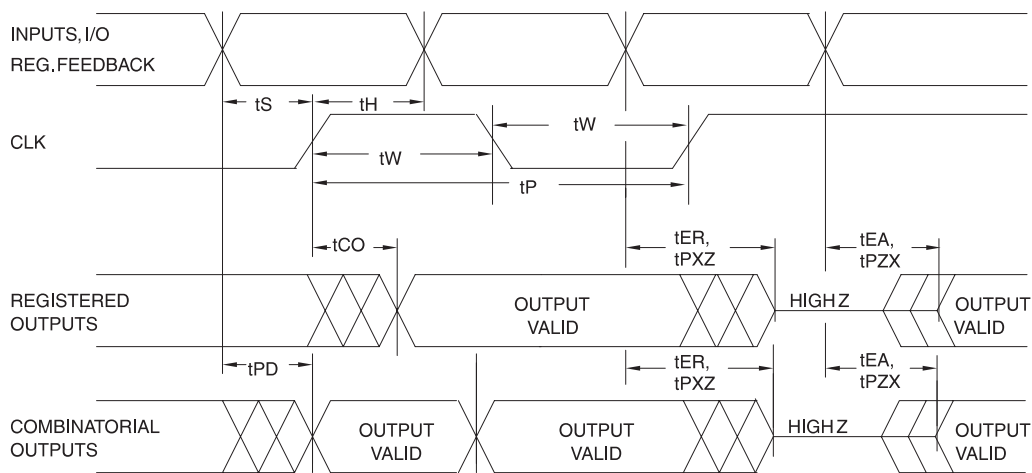 INPUTS, I/O
REG. FEEDBACK
tS
tH
CLK
tW
tW
tP
tCO
tER,
tPXZ
tEA,
tPZX
REGISTERED
OUTPUTS
OUTPUT
VALID
HIGH Z
OUTPUT
VALID
tPD
tER,
tPXZ
tEA,
tPZX
COMBINATORIAL
OUTPUTS
OUTPUT
VALID
OUTPUT
VALID
HIGH Z
OUTPUT
VALID